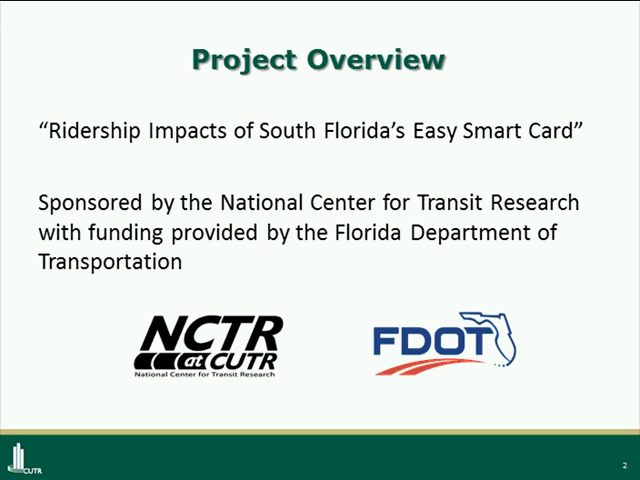 Project Overview
“Ridership Impacts of South Florida’s Easy Smart Card”
Sponsored by the National Center for Transit Research
with funding provided by the Florida Department of
Transportation
NCTR
at CUTR
National Center for Transit Research
FDOT
CUTR
2